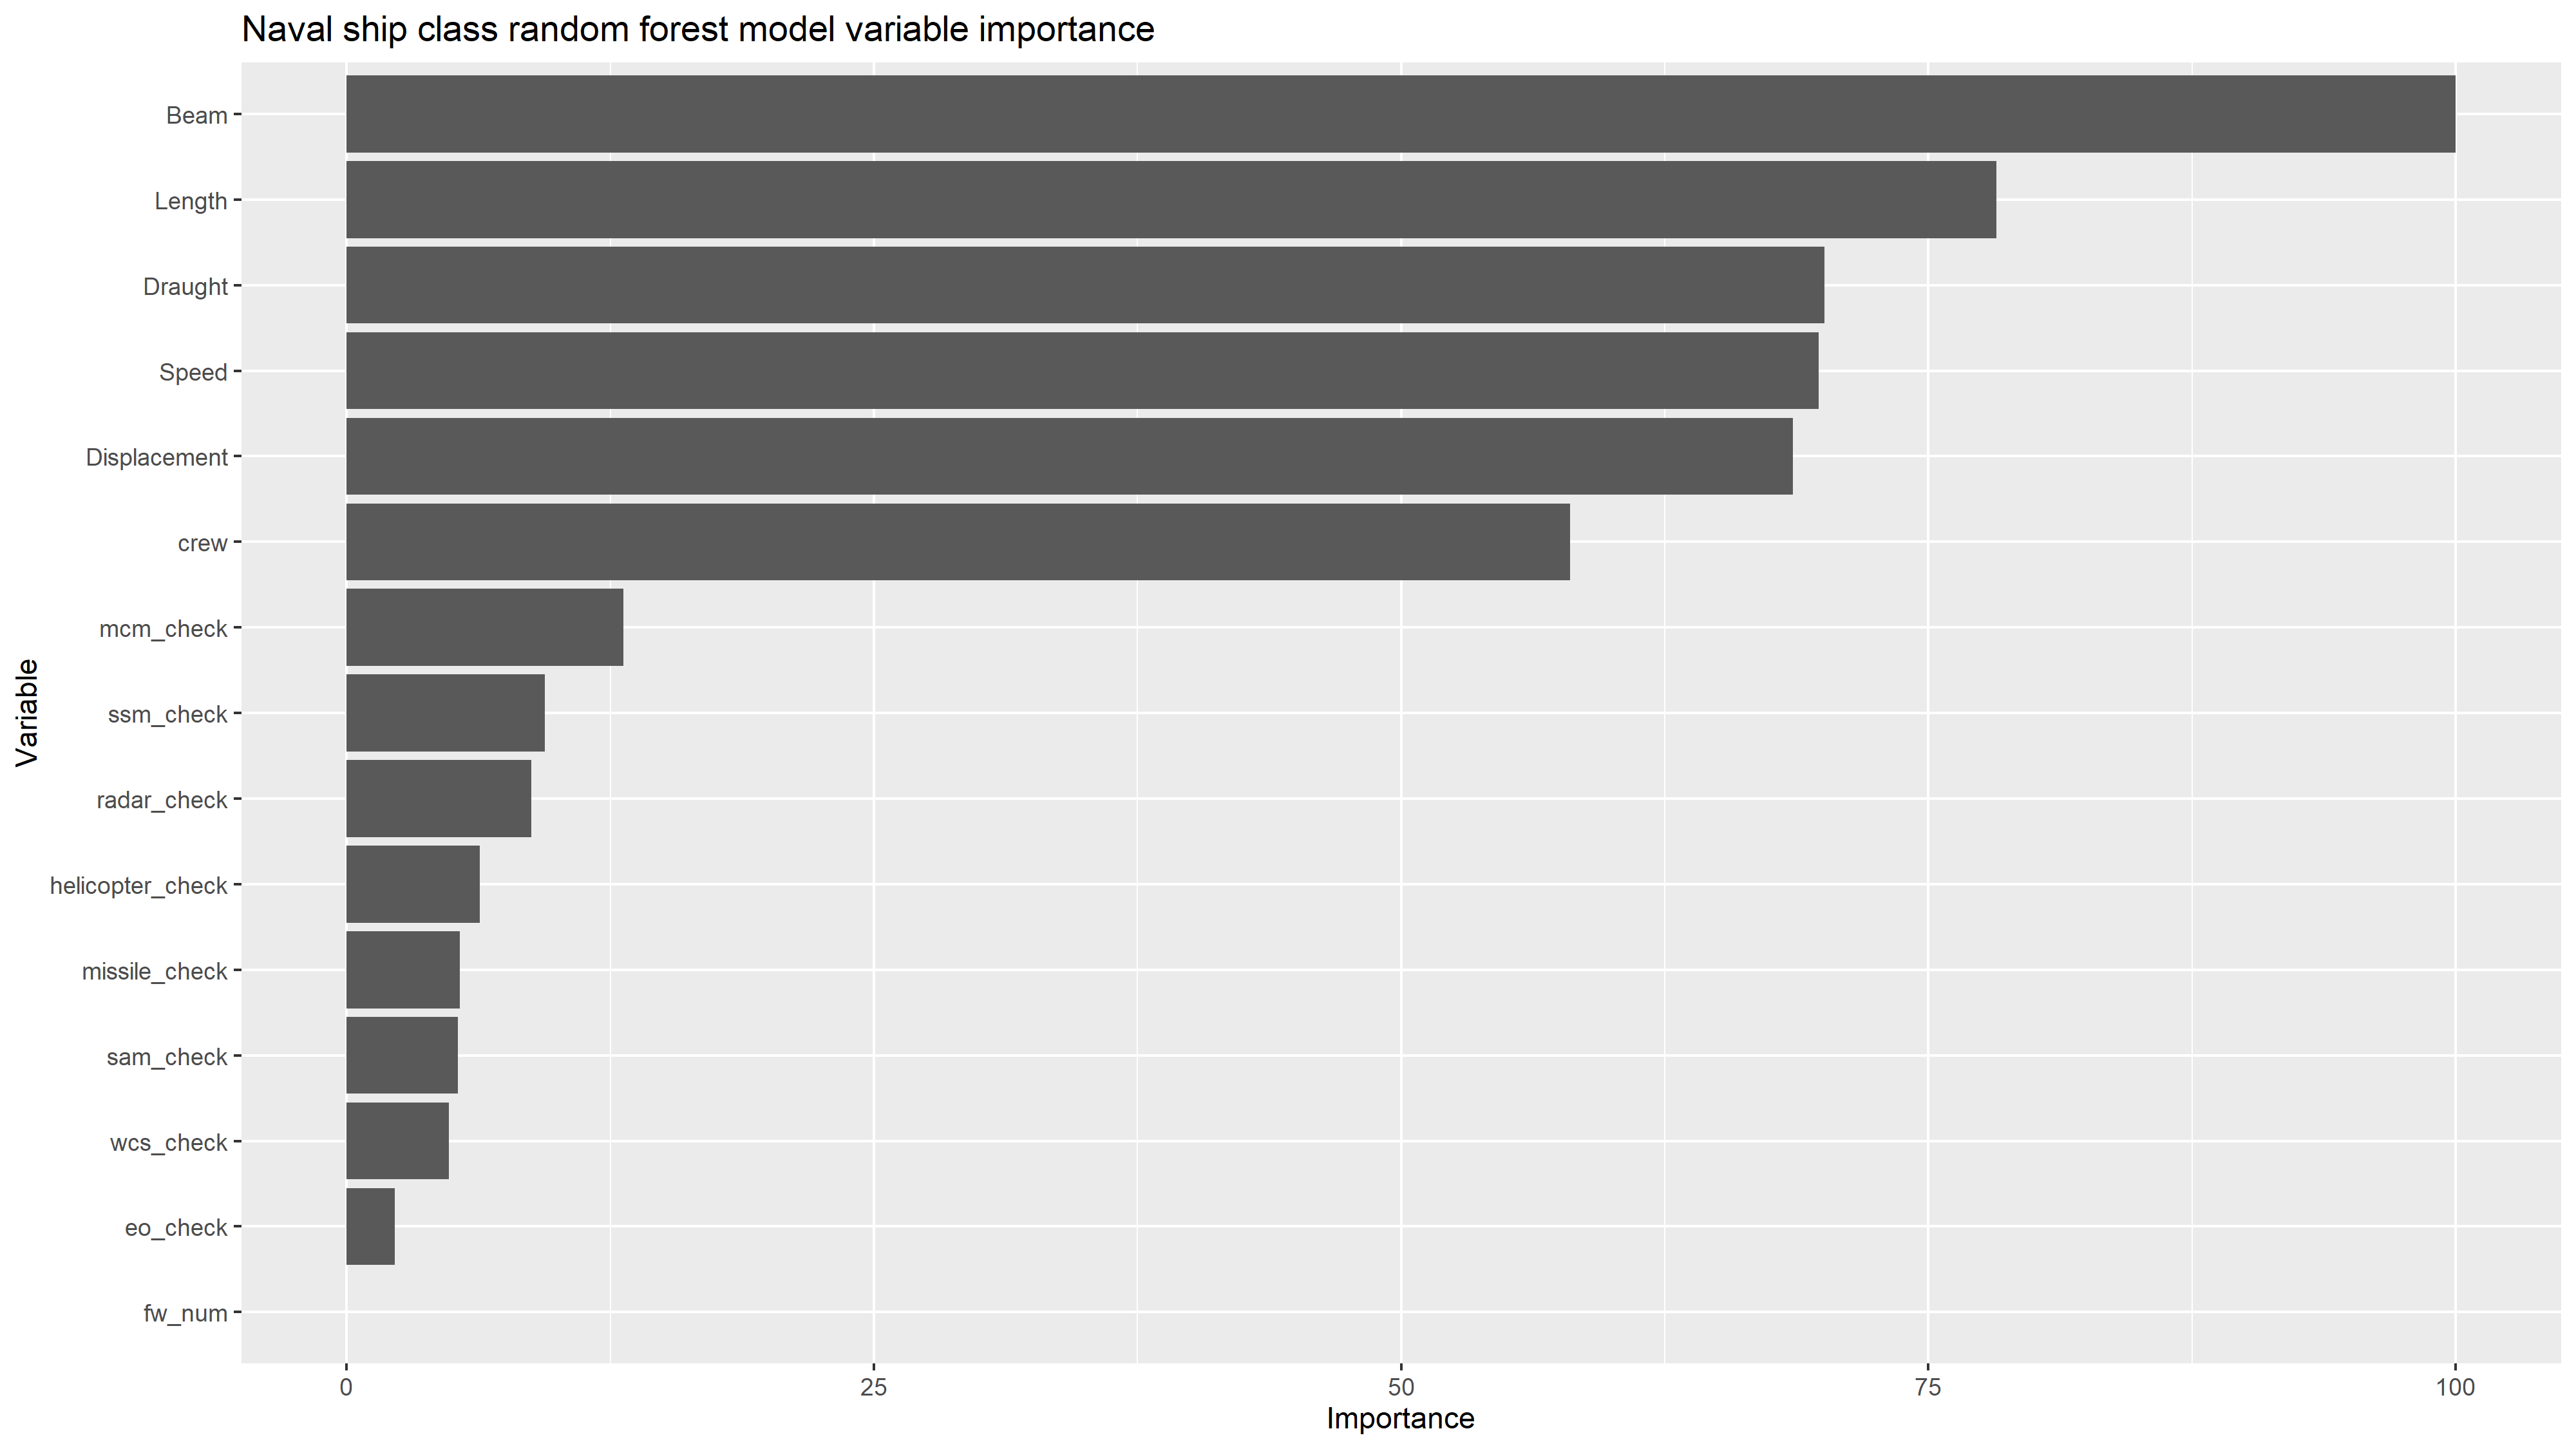 Naval ship class random forest model variable importance
Variable
Beam
Length
Draught
Speed
Displacement
crew
mcm_check
ssm_check
radar_check
helicopter_check
missile_check
sam_check
wcs_check
eo_check
fw_num
0 25 50 75 100
Importance